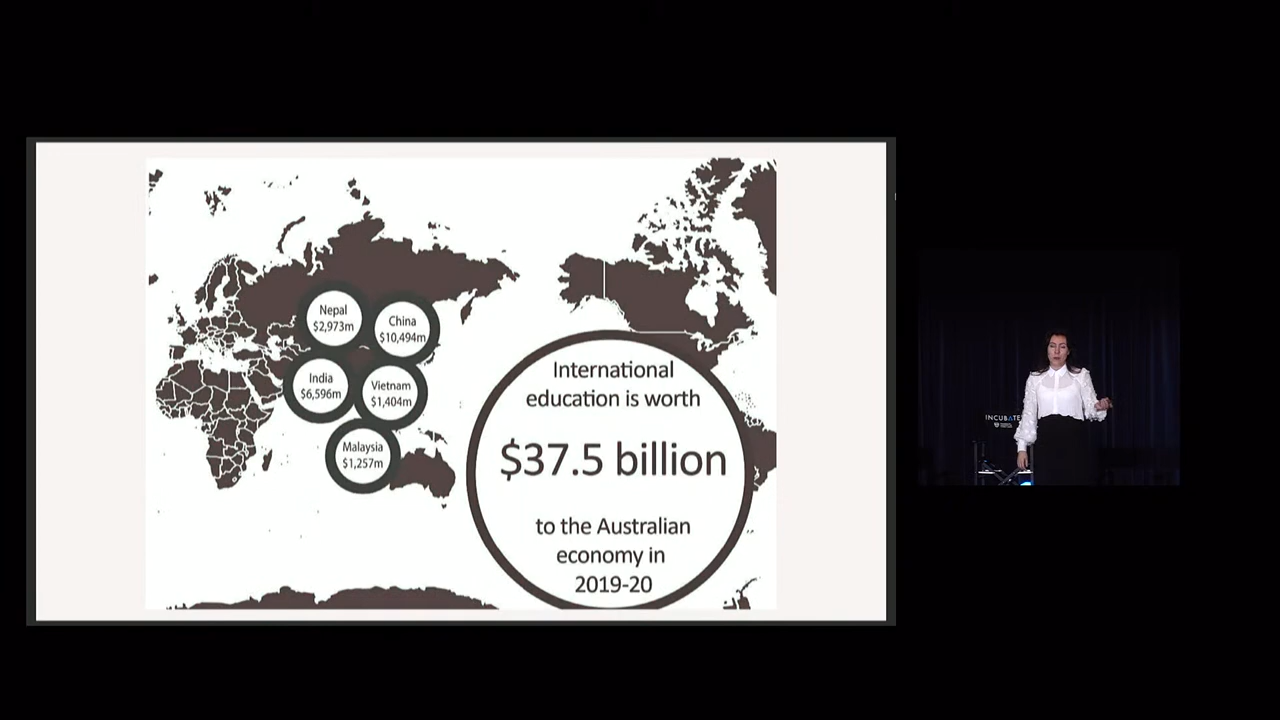 Nepal
$2,973m
China
$10,494m
India
$6,596m
Vietnam
$1,404m
Malaysia
$1,257m
International
education is worth
$37.5 billion
to the Australian
economy in
2019-20
INCUBATE